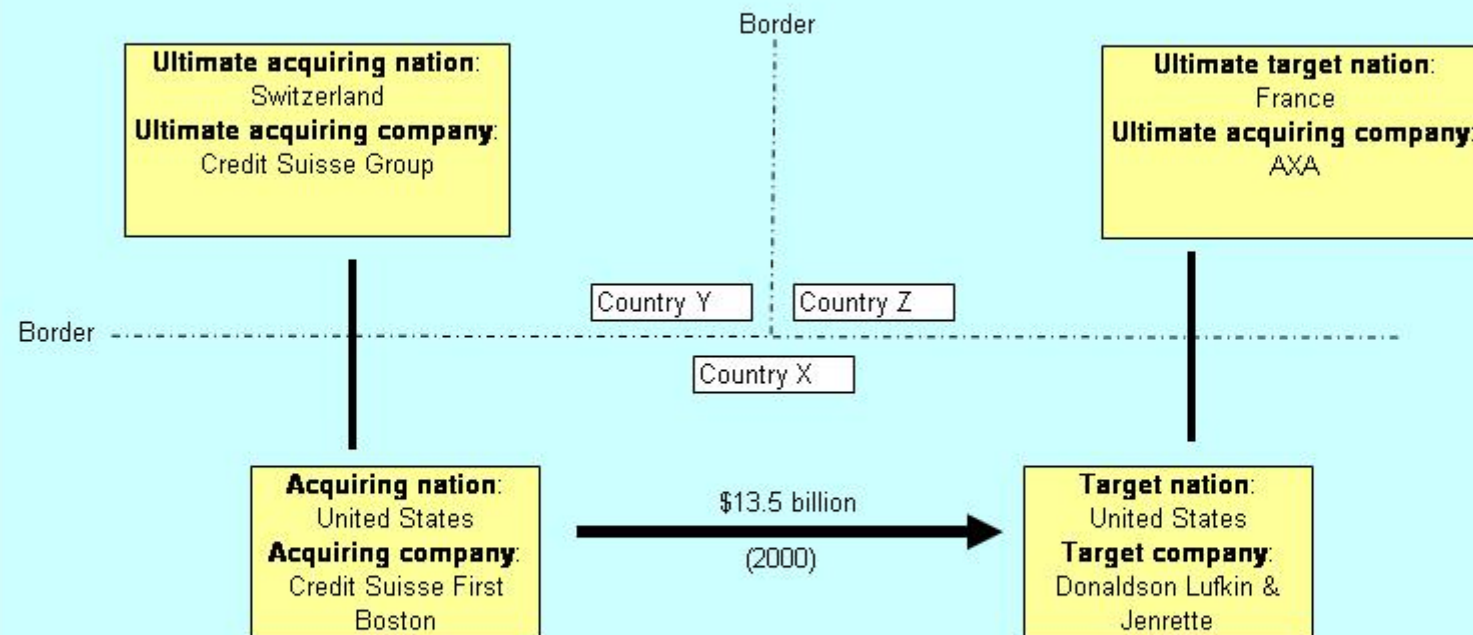 Border
Ultimate acquiring nation:
Switzerland
Ultimate acquiring company:
Credit Suisse Group
Ultimate target nation:
France
Ultimate acquiring company:
AXA
Country Y
Country Z
Border
Country X
Acquiring nation:
United States
Acquiring company:
Credit Suisse First
Boston
$13.5 billion
(2000)
Target nation:
United States
Target company:
Donaldson Lufkin &
Jenrette